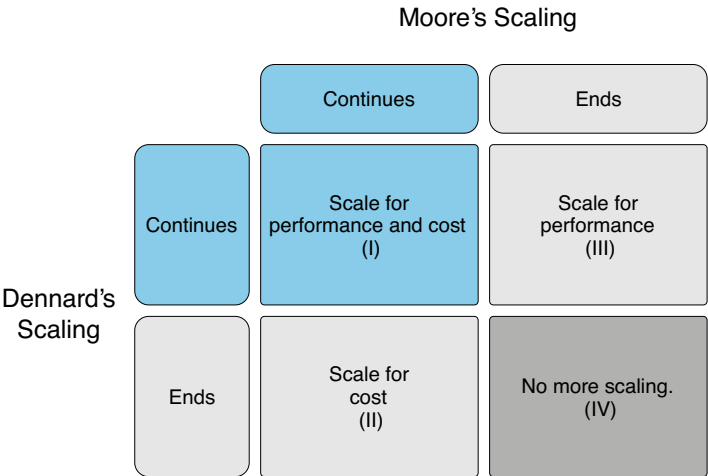 Moore’s Scaling
Continues
Ends
Continues
Scale for
performance and cost
(I)
Scale for
performance
(III)
Dennard’s
Scaling
Ends
Scale for
cost
(II)
No more scaling.
(IV)